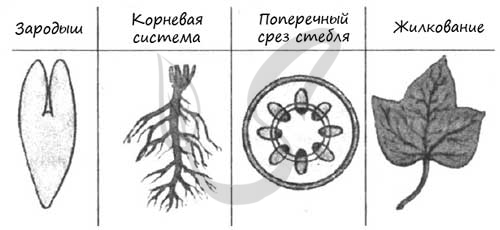 Зародыш
Корневая
система
Поперечный
срез стебля
Жилкование